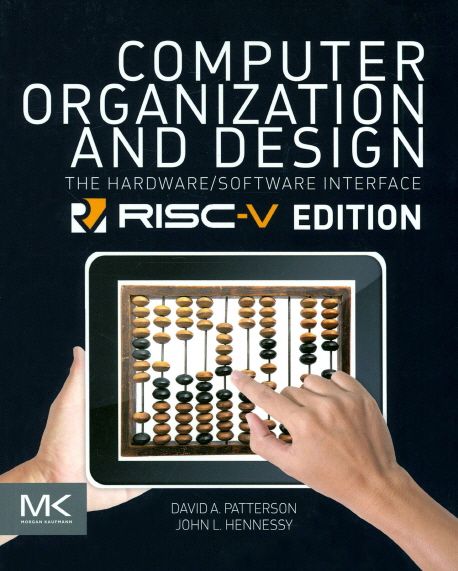 COMPUTER
ORGANIZATION
AND DESIGN
THE HARDWARE/SOFTWARE INTERFACE
RISC-V EDITION
DAVID A. PATTERSON
JOHN L. HENNESSY
MK
MORGAN KAUFMANN